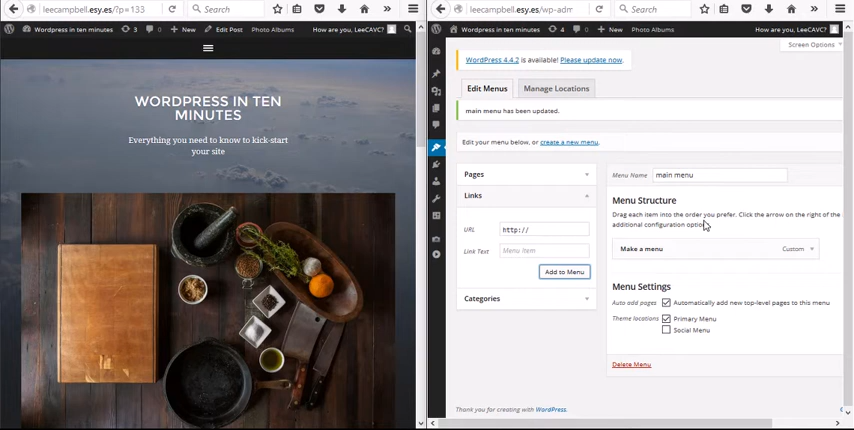 leecampbell.esy.es/?p=133
Search
Wordpress in ten minutes 3 0 New Edit Post Photo Albums How are you, LeeCAVC?
WORDPRESS IN TEN
MINUTES
Everything you need to know to kick-start
your site
leecampbell.esy.es/wp-adm
Search
Wordpress in ten minutes 4 0 New Photo Albums How are you, LeeCAVC?
Screen Options
WordPress 4.4.2 is available! Please update now.
Edit Menus Manage Locations
main menu has been updated.
Edit your menu below, or create a new menu.
Pages
Links
URL http://
Link Text Menu Item
Add to Menu
Categories
Menu Name main menu
Menu Structure
Drag each item into the order you prefer. Click the arrow on the right of the
additional configuration options
Make a menu Custom
Menu Settings
Auto add pages Automatically add new top-level pages to this menu
Theme locations Primary Menu
Social Menu
Delete Menu
Thank you for creating with WordPress.